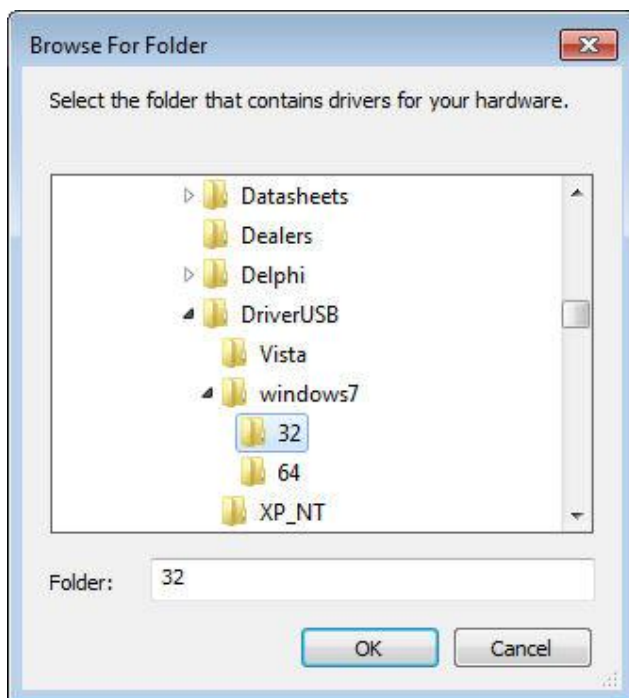 Browse For Folder
Select the folder that contains drivers for your hardware.
Datasheets
Dealers
Delphi
DriverUSB
Vista
windows7
32
64
XP_NT
Folder: 32
OK Cancel